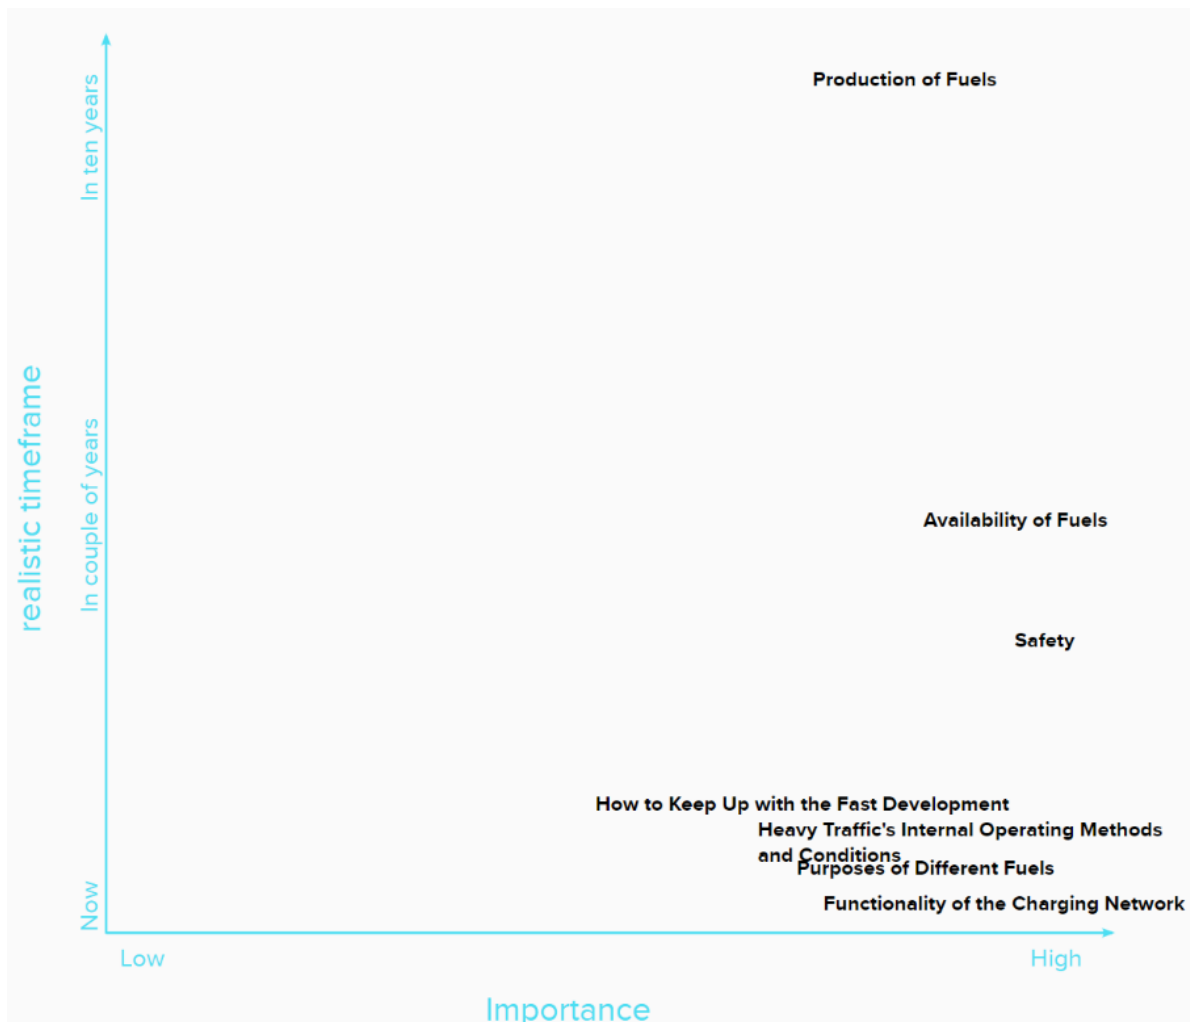 Production of Fuels
In ten years
realistic timeframe
In couple of years
Availability of Fuels
Safety
How to Keep Up with the Fast Development
Heavy Traffic's Internal Operating Methods
and Conditions
Purposes of Different Fuels
Now
Functionality of the Charging Network
Low
High
Importance